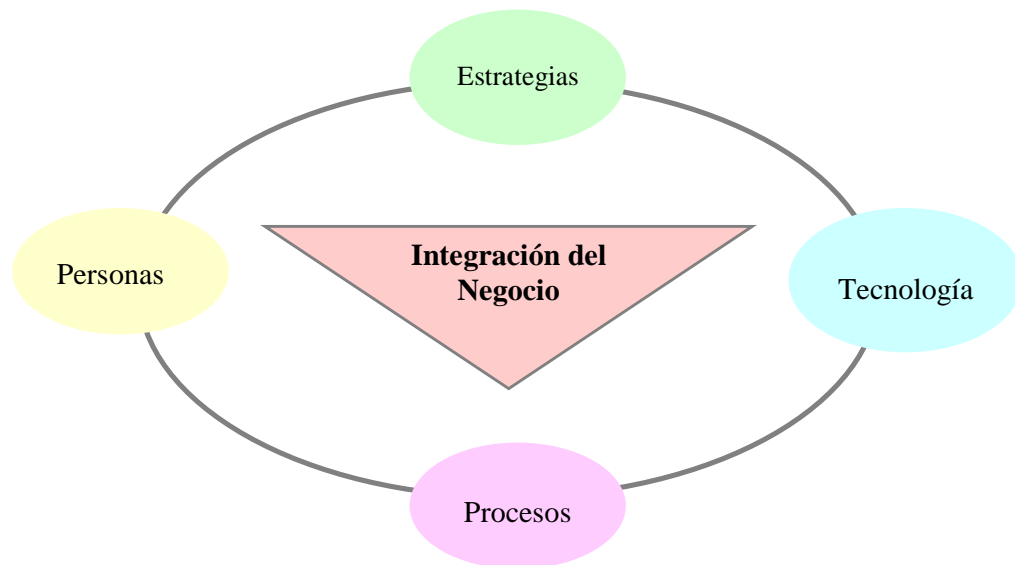 Estrategias
Integración del
Negocio
Personas
Tecnología
Procesos